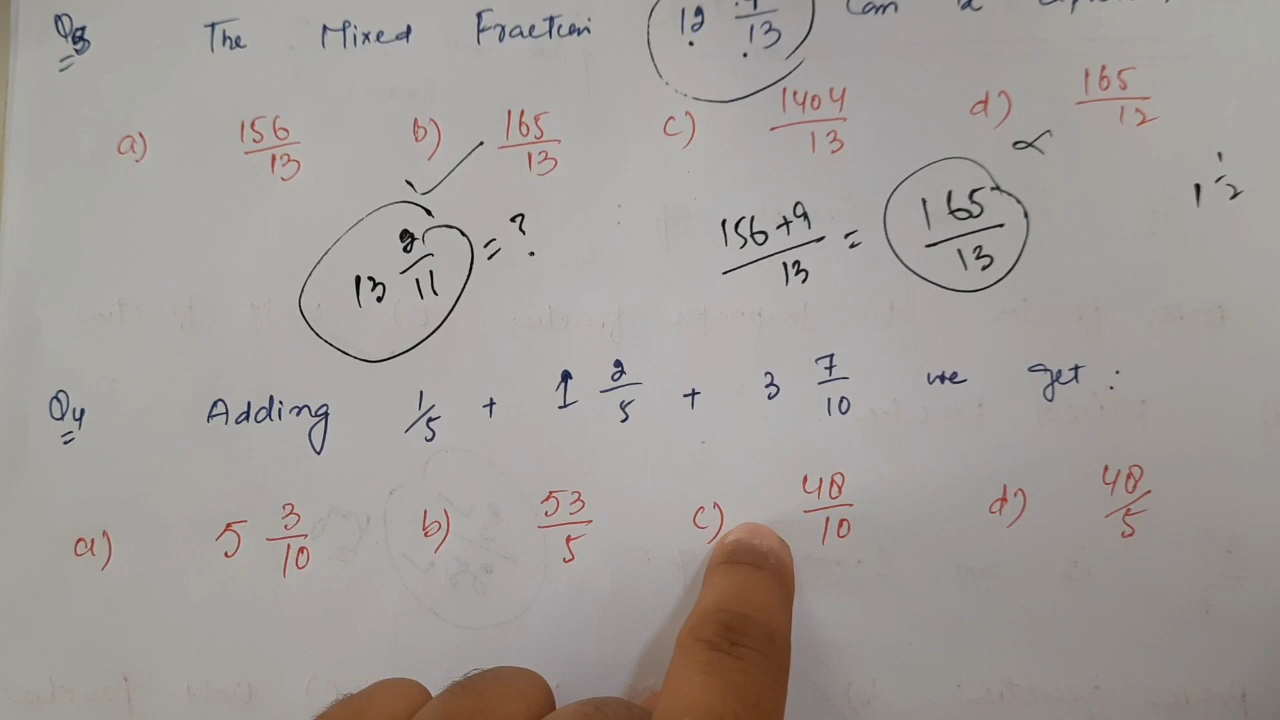 Q3 The Mixed Fraction 12 9/13 can
a) 156/13 b) 165/13 c) 1404/13 d) 165/12
13 2/11 = ? (156+9)/13 = 165/13 1 1/2
Q4 Adding 1/5 + 1 2/5 + 3 7/10 we get :
a) 5 3/10 b) 53/5 c) 48/10 d) 48/5